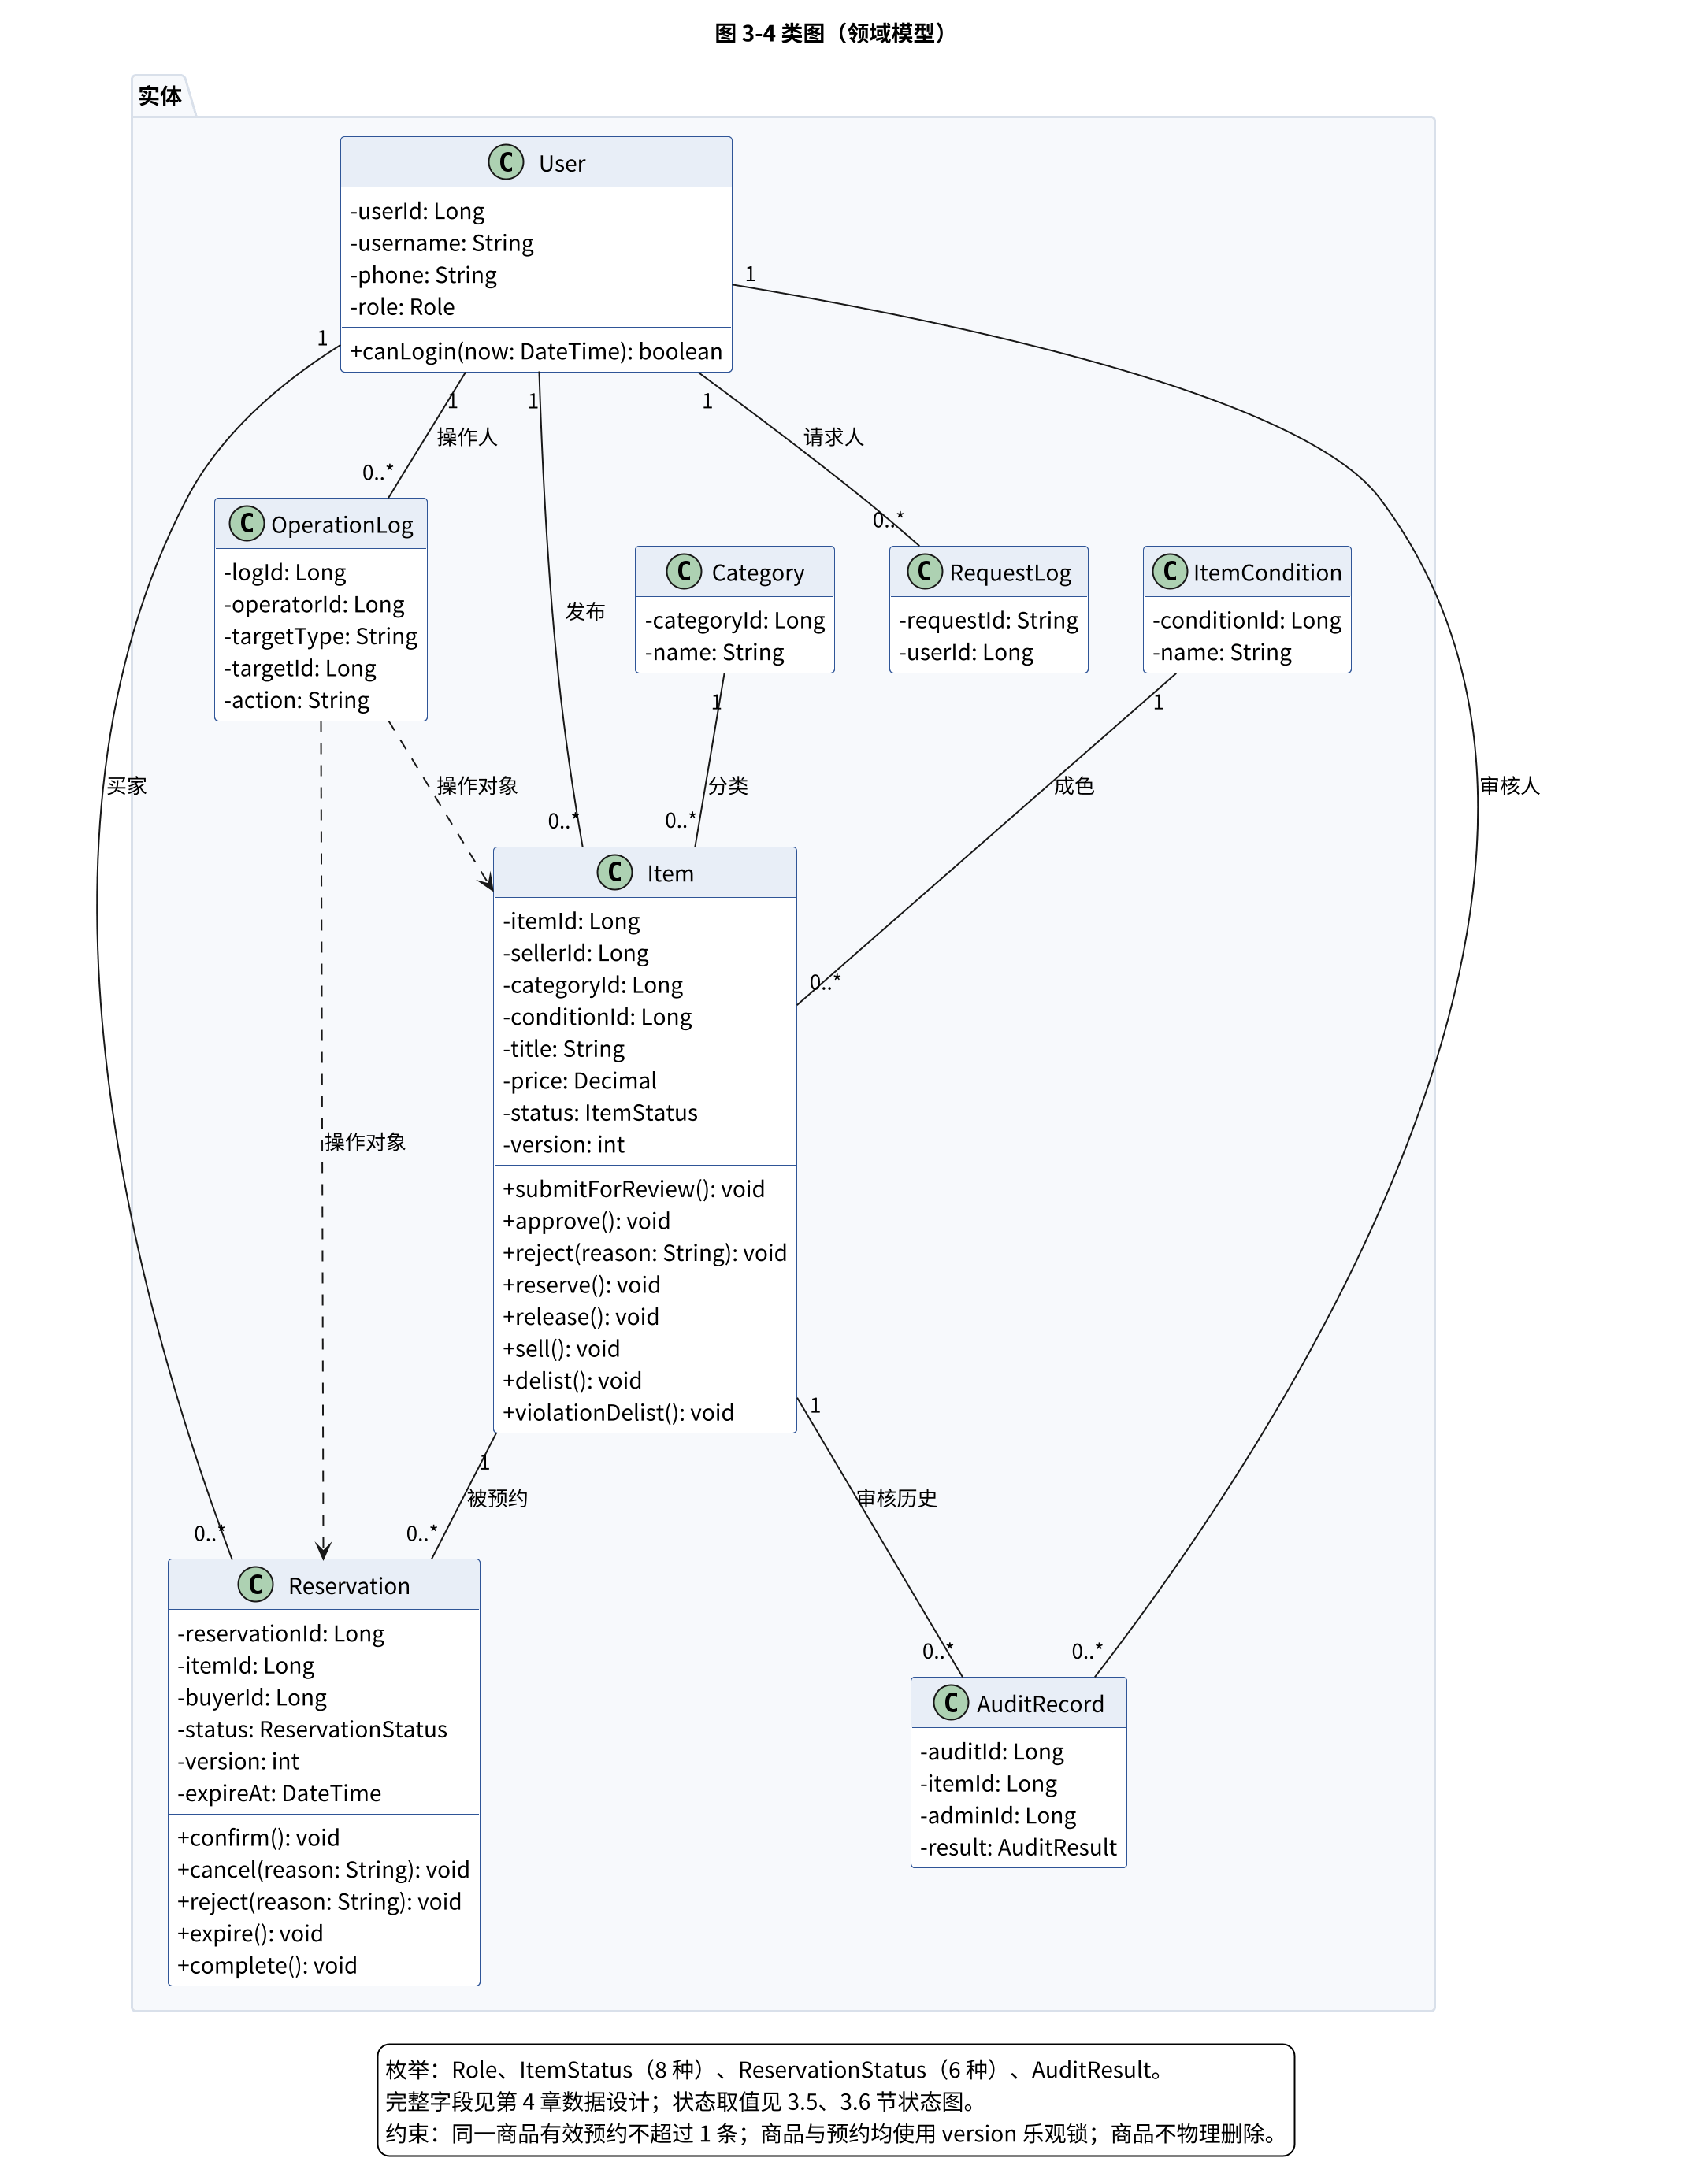 图 3-4 类图（领域模型）
实体
C User
-userId: Long
-username: String
-phone: String
-role: Role
+canLogin(now: DateTime): boolean
1
1
1
1
1
操作人
请求人
0..*
0..*
C OperationLog
-logId: Long
-operatorId: Long
-targetType: String
-targetId: Long
-action: String
C Category
-categoryId: Long
-name: String
C RequestLog
-requestId: String
-userId: Long
C ItemCondition
-conditionId: Long
-name: String
发布
1
1
买家
操作对象
分类
成色
审核人
0..*
0..*
0..*
C Item
-itemId: Long
-sellerId: Long
-categoryId: Long
-conditionId: Long
-title: String
-price: Decimal
-status: ItemStatus
-version: int
+submitForReview(): void
+approve(): void
+reject(reason: String): void
+reserve(): void
+release(): void
+sell(): void
+delist(): void
+violationDelist(): void
操作对象
1
1
被预约
审核历史
0..*
0..*
0..*
0..*
C Reservation
-reservationId: Long
-itemId: Long
-buyerId: Long
-status: ReservationStatus
-version: int
-expireAt: DateTime
+confirm(): void
+cancel(reason: String): void
+reject(reason: String): void
+expire(): void
+complete(): void
C AuditRecord
-auditId: Long
-itemId: Long
-adminId: Long
-result: AuditResult
枚举：Role、ItemStatus（8 种）、ReservationStatus（6 种）、AuditResult。
完整字段见第 4 章数据设计；状态取值见 3.5、3.6 节状态图。
约束：同一商品有效预约不超过 1 条；商品与预约均使用 version 乐观锁；商品不物理删除。